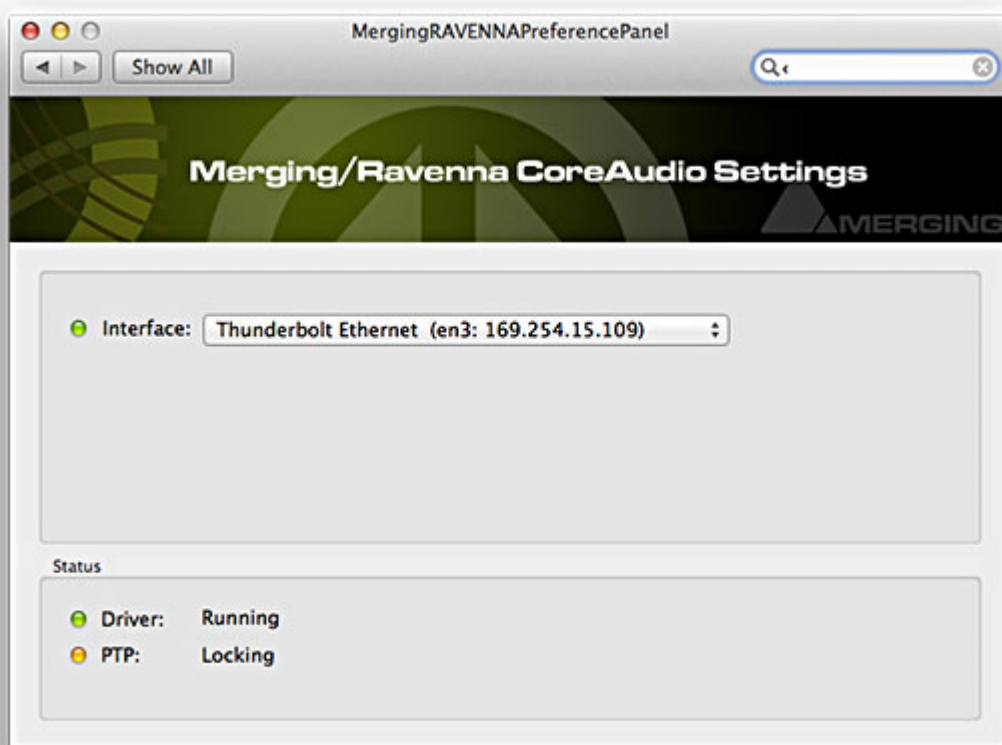 MergingRAVENNAPreferencePanel
Show All
Merging/Ravenna CoreAudio Settings
MERGING
Interface: Thunderbolt Ethernet (en3: 169.254.15.109)
Status
Driver: Running
PTP: Locking